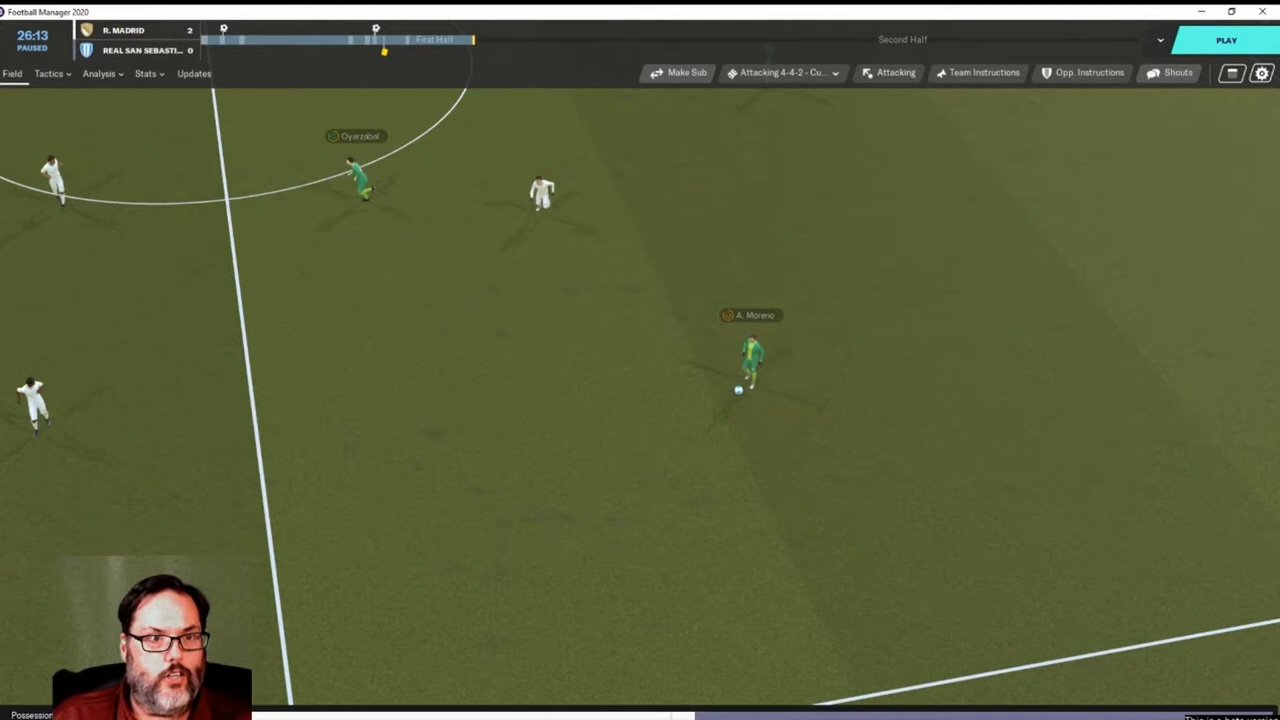 Football Manager 2020
26:13
PAUSED
R. MADRID 2
REAL SAN SEBASTI... 0
First Half
Second Half
PLAY
Field Tactics Analysis Stats Updates
Make Sub Attacking 4-4-2 - Cu... Attacking Team Instructions Opp. Instructions Shouts
Oyarzabal
A. Moreno
Possession